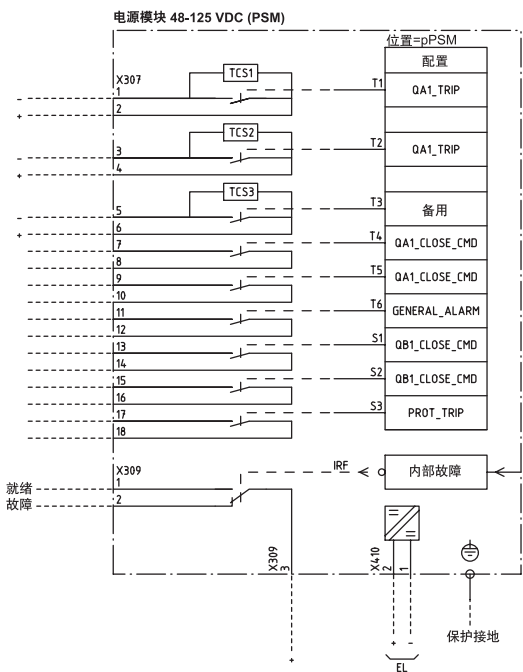 电源模块 48-125 VDC (PSM)
位置=pPSM
配置
X307
TCS1
T1
QA1_TRIP
- 1
+ 2
TCS2
T2
QA1_TRIP
- 3
+ 4
TCS3
T3
备用
- 5
+ 6
T4
QA1_CLOSE_CMD
7
8
T5
QA1_CLOSE_CMD
9
10
T6
GENERAL_ALARM
11
12
S1
QB1_CLOSE_CMD
13
14
S2
QB1_CLOSE_CMD
15
16
S3
PROT_TRIP
17
18
X309
IRF
内部故障
就绪 1
故障 2
X309
3
X410
2
1
+
+ -
保护接地
EL